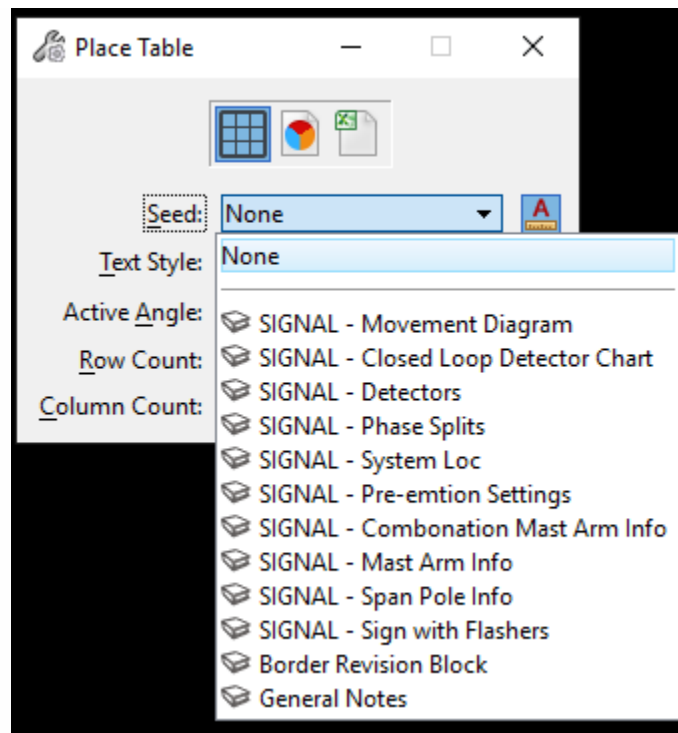 Place Table
Seed: None
A
Text Style: None
Active Angle:
SIGNAL - Movement Diagram
Row Count: SIGNAL - Closed Loop Detector Chart
Column Count: SIGNAL - Detectors
SIGNAL - Phase Splits
SIGNAL - System Loc
SIGNAL - Pre-emtion Settings
SIGNAL - Combonation Mast Arm Info
SIGNAL - Mast Arm Info
SIGNAL - Span Pole Info
SIGNAL - Sign with Flashers
Border Revision Block
General Notes